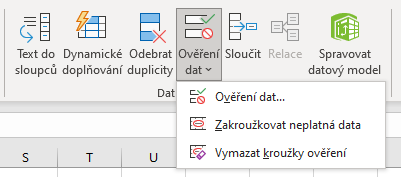 Text do
sloupců
Dynamické
doplňování
Odebrat
duplicity
Ověření
dat
Sloučit
Relace
Spravovat
datový model
Dat
Ověření dat...
Zakroužkovat neplatná data
Vymazat kroužky ověření
S
T
U